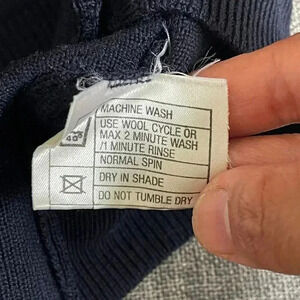 MACHINE WASH
40°
USE WOOL CYCLE OR
MAX 2 MINUTE WASH
/1 MINUTE RINSE
NORMAL SPIN
DRY IN SHADE
DO NOT TUMBLE DRY